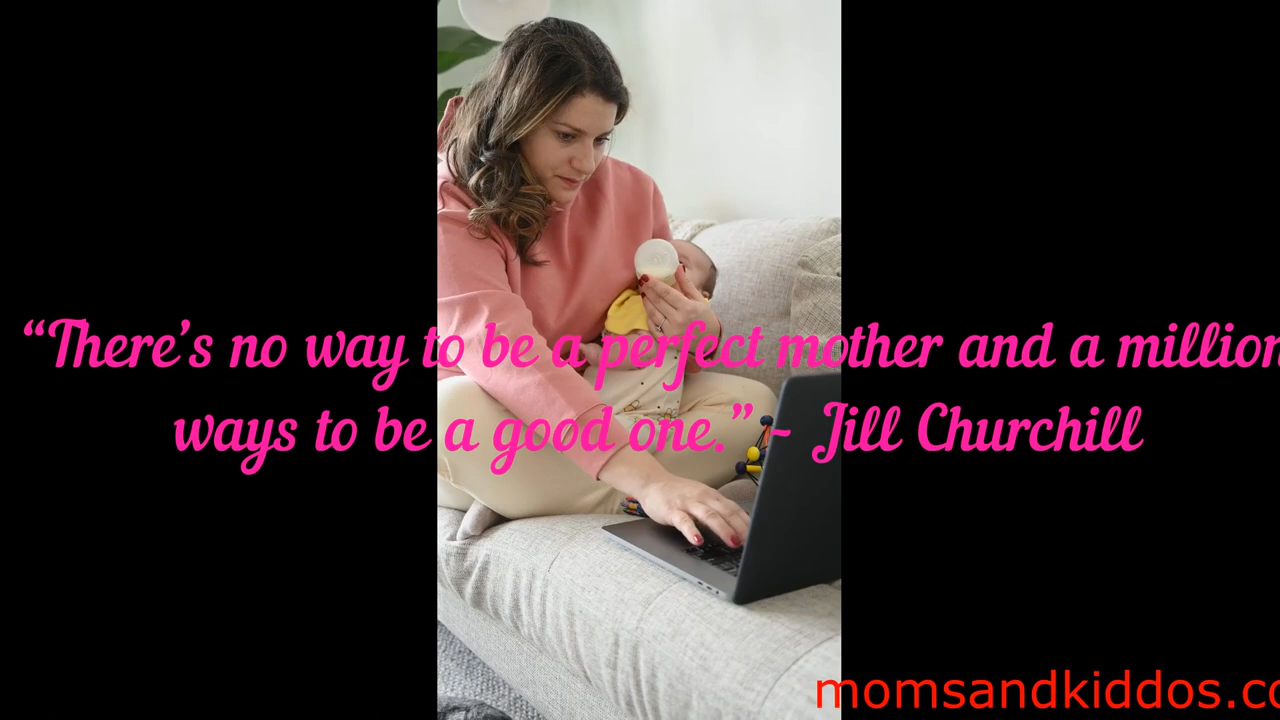 “There’s no way to be a perfect mother and a million
ways to be a good one.” ~ Jill Churchill
momsandkiddos.co